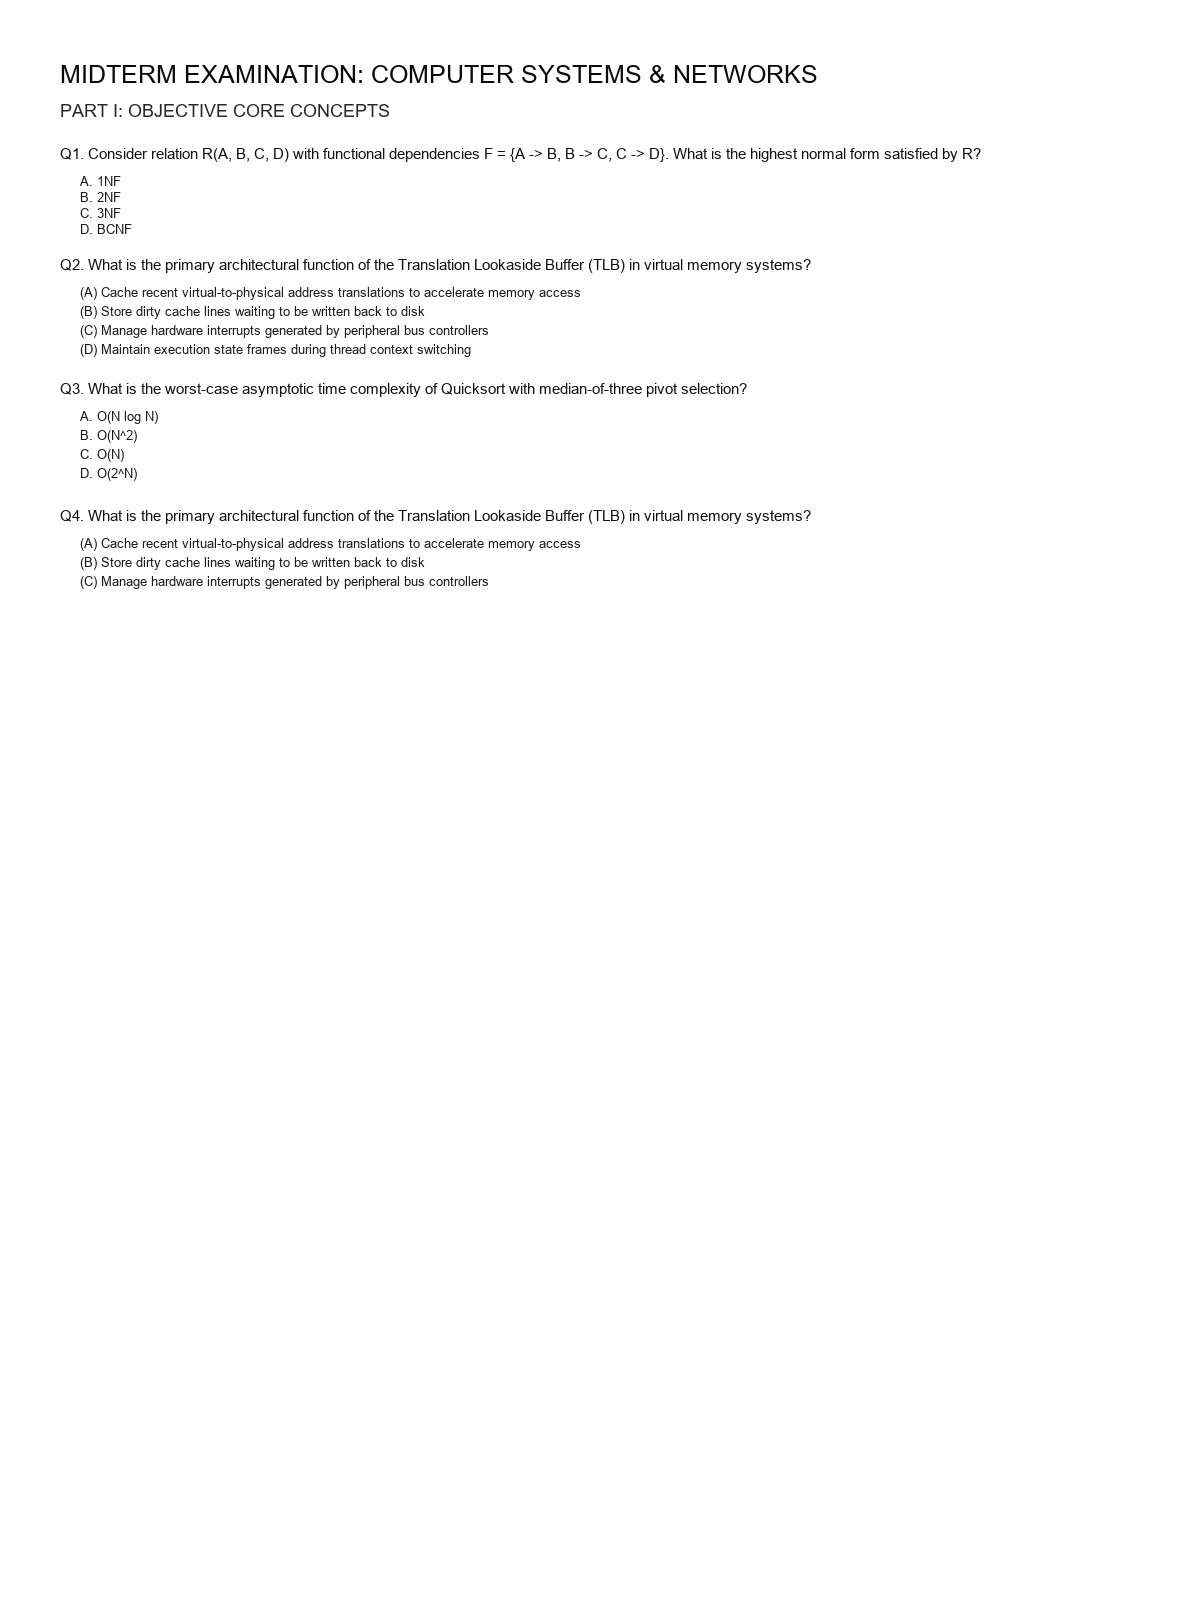 MIDTERM EXAMINATION: COMPUTER SYSTEMS & NETWORKS
PART I: OBJECTIVE CORE CONCEPTS
Q1. Consider relation R(A, B, C, D) with functional dependencies F = {A -> B, B -> C, C -> D}. What is the highest normal form satisfied by R?
A. 1NF
B. 2NF
C. 3NF
D. BCNF
Q2. What is the primary architectural function of the Translation Lookaside Buffer (TLB) in virtual memory systems?
(A) Cache recent virtual-to-physical address translations to accelerate memory access
(B) Store dirty cache lines waiting to be written back to disk
(C) Manage hardware interrupts generated by peripheral bus controllers
(D) Maintain execution state frames during thread context switching
Q3. What is the worst-case asymptotic time complexity of Quicksort with median-of-three pivot selection?
A. O(N log N)
B. O(N^2)
C. O(N)
D. O(2^N)
Q4. What is the primary architectural function of the Translation Lookaside Buffer (TLB) in virtual memory systems?
(A) Cache recent virtual-to-physical address translations to accelerate memory access
(B) Store dirty cache lines waiting to be written back to disk
(C) Manage hardware interrupts generated by peripheral bus controllers